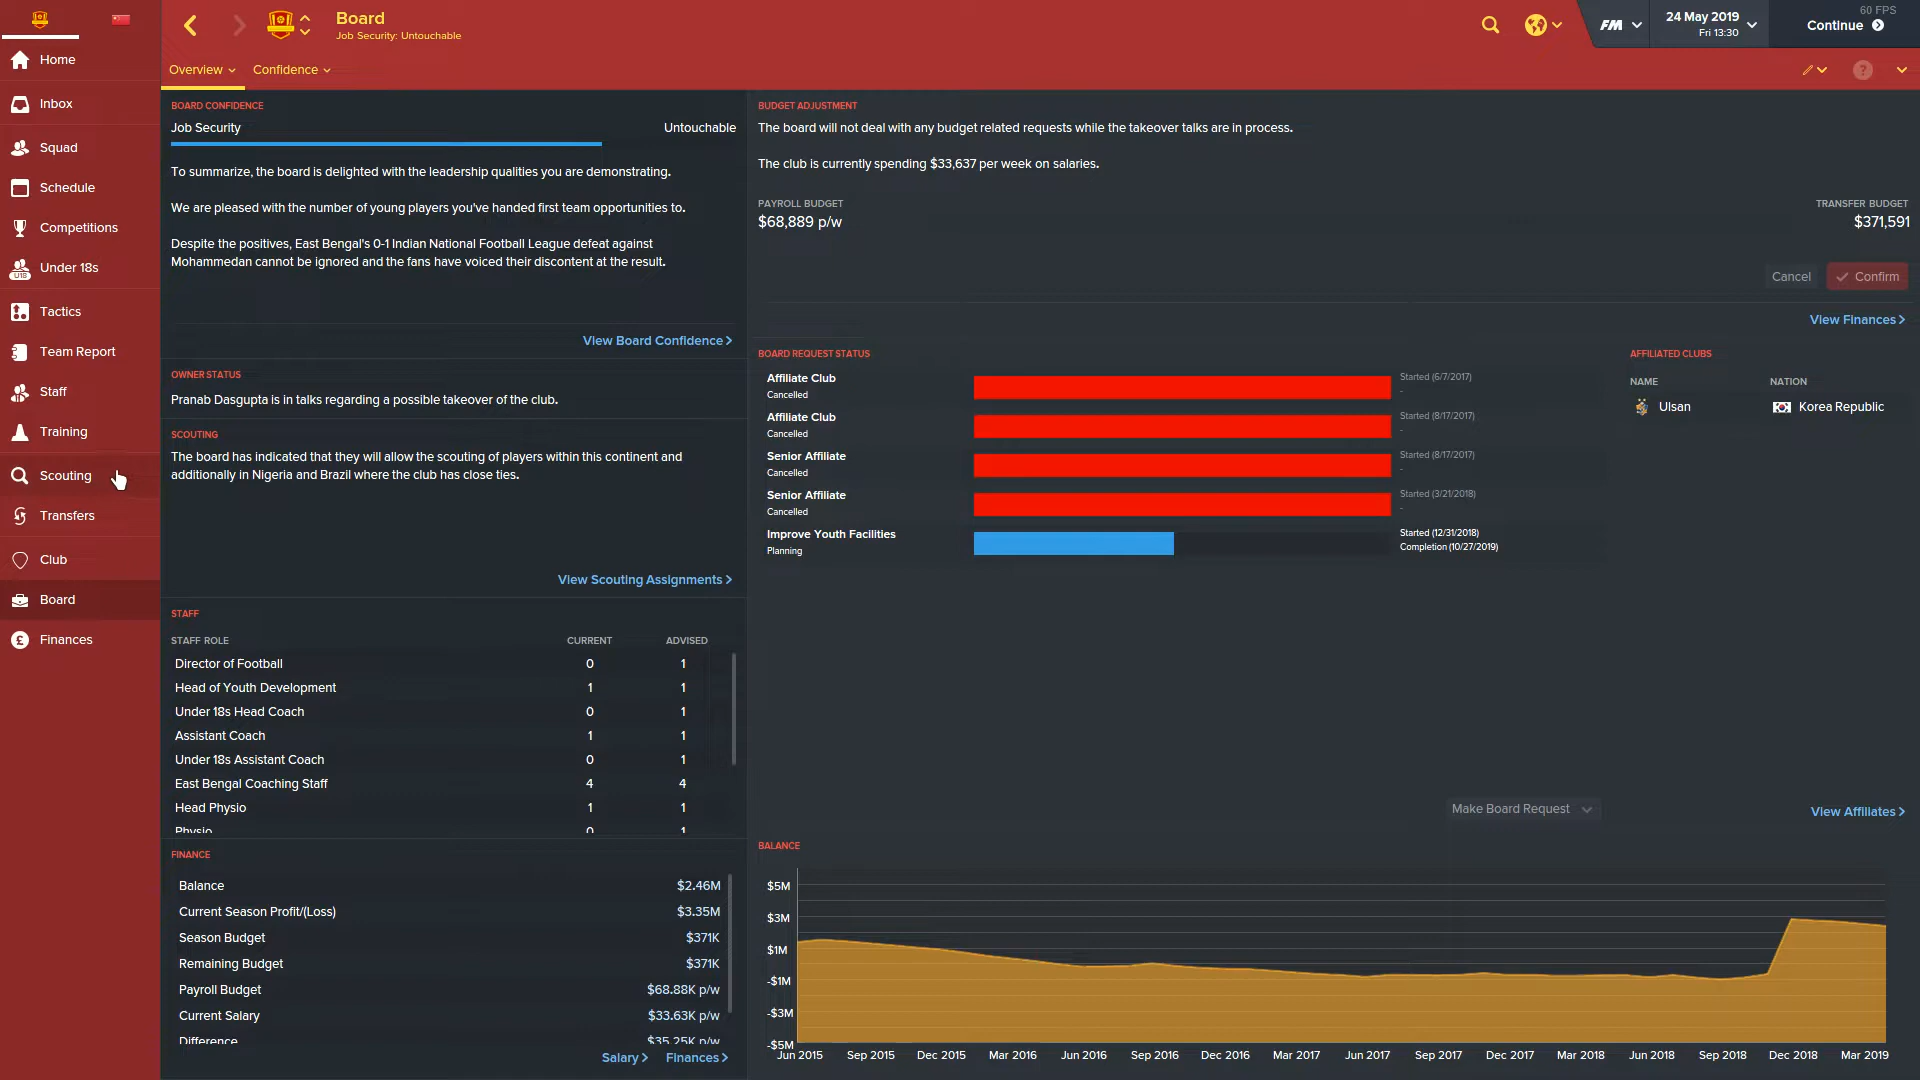 Board
Job Security: Untouchable
60 FPS
FM
24 May 2019
Fri 13:30
Continue
Overview
Confidence
?
Home
Inbox
Squad
Schedule
Competitions
U18
Under 18s
Tactics
Team Report
Staff
Training
Scouting
Transfers
Club
Board
£
Finances
BOARD CONFIDENCE
Job Security Untouchable
To summarize, the board is delighted with the leadership qualities you are demonstrating.
We are pleased with the number of young players you've handed first team opportunities to.
Despite the positives, East Bengal's 0-1 Indian National Football League defeat against
Mohammedan cannot be ignored and the fans have voiced their discontent at the result.
View Board Confidence >
OWNER STATUS
Pranab Dasgupta is in talks regarding a possible takeover of the club.
SCOUTING
The board has indicated that they will allow the scouting of players within this continent and
additionally in Nigeria and Brazil where the club has close ties.
View Scouting Assignments >
STAFF
STAFF ROLE CURRENT ADVISED
Director of Football 0 1
Head of Youth Development 1 1
Under 18s Head Coach 0 1
Assistant Coach 1 1
Under 18s Assistant Coach 0 1
East Bengal Coaching Staff 4 4
Head Physio 1 1
Physio 0 1
FINANCE
Balance $2.46M
Current Season Profit/(Loss) $3.35M
Season Budget $371K
Remaining Budget $371K
Payroll Budget $68.88K p/w
Current Salary $33.63K p/w
Difference $35.25K p/w
Salary > Finances >
BUDGET ADJUSTMENT
The board will not deal with any budget related requests while the takeover talks are in process.
The club is currently spending $33,637 per week on salaries.
PAYROLL BUDGET TRANSFER BUDGET
$68,889 p/w $371,591
Cancel Confirm
View Finances >
BOARD REQUEST STATUS
Affiliate Club Started (6/7/2017)
Cancelled -
Affiliate Club Started (8/17/2017)
Cancelled -
Senior Affiliate Started (8/17/2017)
Cancelled -
Senior Affiliate Started (3/21/2018)
Cancelled -
Improve Youth Facilities Started (12/31/2018)
Planning Completion (10/27/2019)
AFFILIATED CLUBS
NAME NATION
Ulsan Korea Republic
Make Board Request
View Affiliates >
BALANCE
$5M
$3M
$1M
-$1M
-$3M
-$5M
Jun 2015 Sep 2015 Dec 2015 Mar 2016 Jun 2016 Sep 2016 Dec 2016 Mar 2017 Jun 2017 Sep 2017 Dec 2017 Mar 2018 Jun 2018 Sep 2018 Dec 2018 Mar 2019